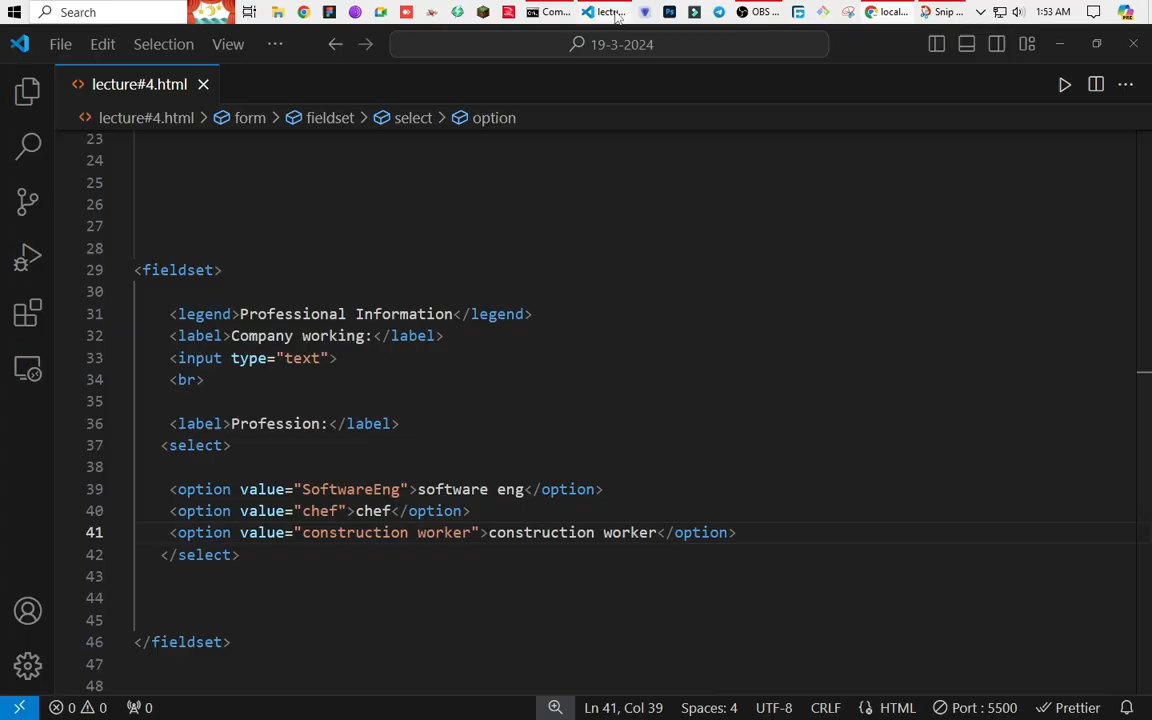 Search
Com...
lectu...
OBS ...
local...
Snip ...
1:53 AM
File Edit Selection View ...
19-3-2024
lecture#4.html
lecture#4.html > form > fieldset > select > option
23
24
25
26
27
28
29 <fieldset>
30
31 <legend>Professional Information</legend>
32 <label>Company working:</label>
33 <input type="text">
34 <br>
35
36 <label>Profession:</label>
37 <select>
38
39 <option value="SoftwareEng">software eng</option>
40 <option value="chef">chef</option>
41 <option value="construction worker">construction worker</option>
42 </select>
43
44
45
46 </fieldset>
47
48
0 0 0 Ln 41, Col 39 Spaces: 4 UTF-8 CRLF {} HTML Port : 5500 Prettier